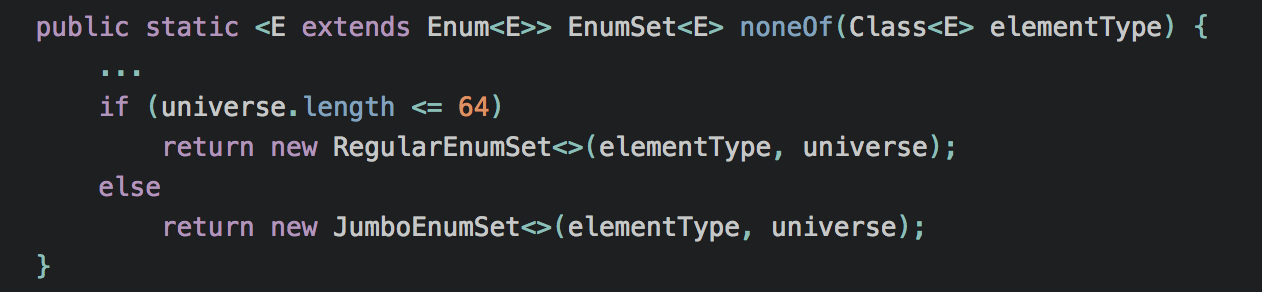 public static <E extends Enum<E>> EnumSet<E> noneOf(Class<E> elementType) {
    ...
    if (universe.length <= 64)
        return new RegularEnumSet<>(elementType, universe);
    else
        return new JumboEnumSet<>(elementType, universe);
}